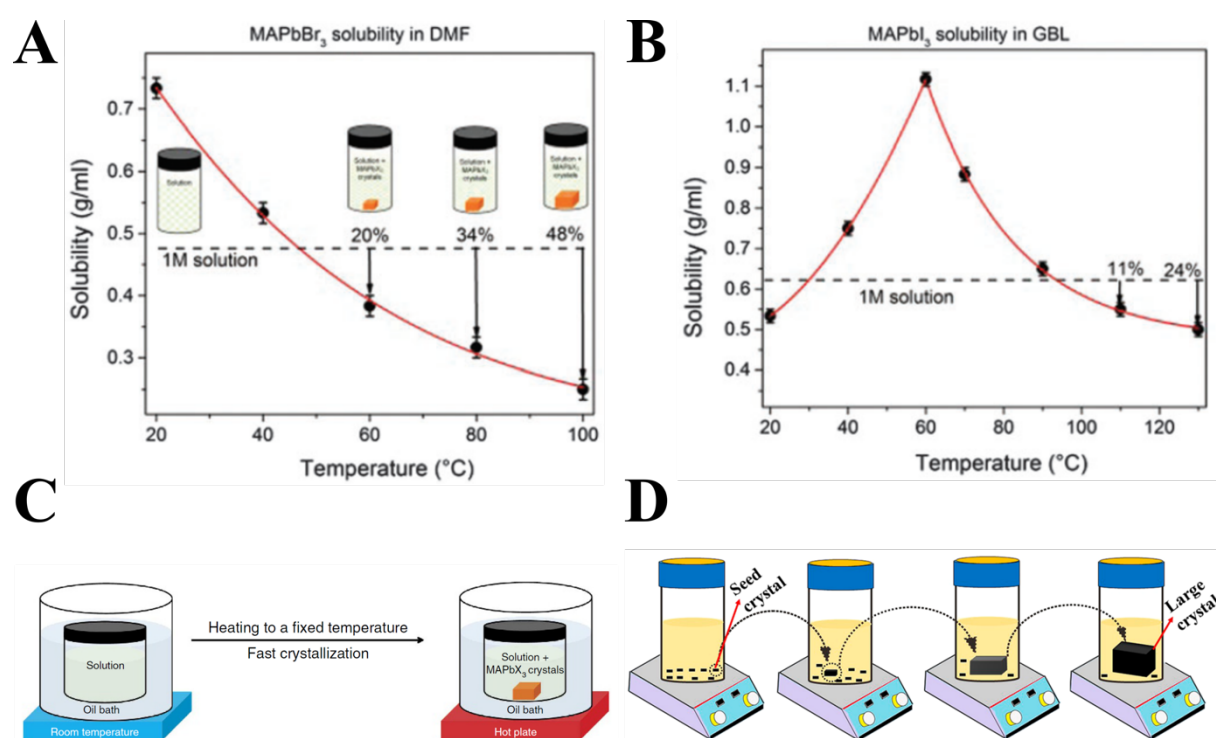 A
MAPbBr₃ solubility in DMF
Solubility (g/ml)
0.7
0.5
0.4
0.3
Solution
Solution +
MAPbX₃
crystals
Solution +
MAPbX₃
crystals
Solution +
MAPbX₃
crystals
20%
34%
48%
1M solution
20
40
60
80
100
Temperature (°C)
B
MAPbI₃ solubility in GBL
Solubility (g/ml)
1.1
1.0
0.9
0.7
0.6
0.5
0.4
11%
24%
1M solution
20
40
60
80
100
120
Temperature (°C)
C
Solution
Oil bath
Room temperature
Heating to a fixed temperature
Fast crystallization
Solution +
MAPbX₃ crystals
Oil bath
Hot plate
D
Seed
crystal
Large
crystal